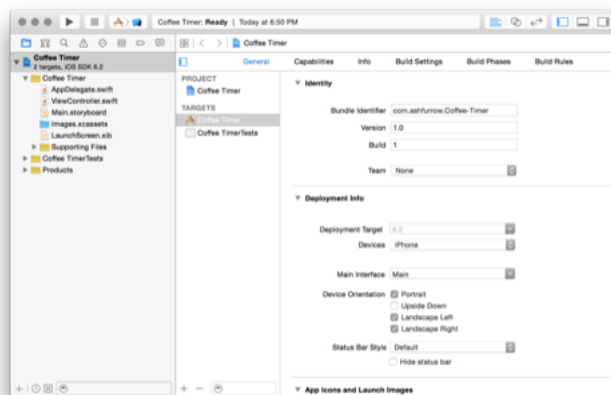 Coffee Timer: Ready | Today at 6:50 PM
Coffee Timer
Coffee Timer
2 targets, iOS SDK 8.2
Coffee Timer
AppDelegate.swift
ViewController.swift
Main.storyboard
Images.xcassets
LaunchScreen.xib
Supporting Files
Coffee TimerTests
Products
General
Capabilities
Info
Build Settings
Build Phases
Build Rules
PROJECT
Coffee Timer
TARGETS
Coffee Timer
Coffee TimerTests
Identity
Bundle Identifier com.ashfurrow.Coffee-Timer
Version 1.0
Build 1
Team None
Deployment Info
Deployment Target 8.2
Devices iPhone
Main Interface Main
Device Orientation Portrait
Upside Down
Landscape Left
Landscape Right
Status Bar Style Default
Hide status bar
App Icons and Launch Images